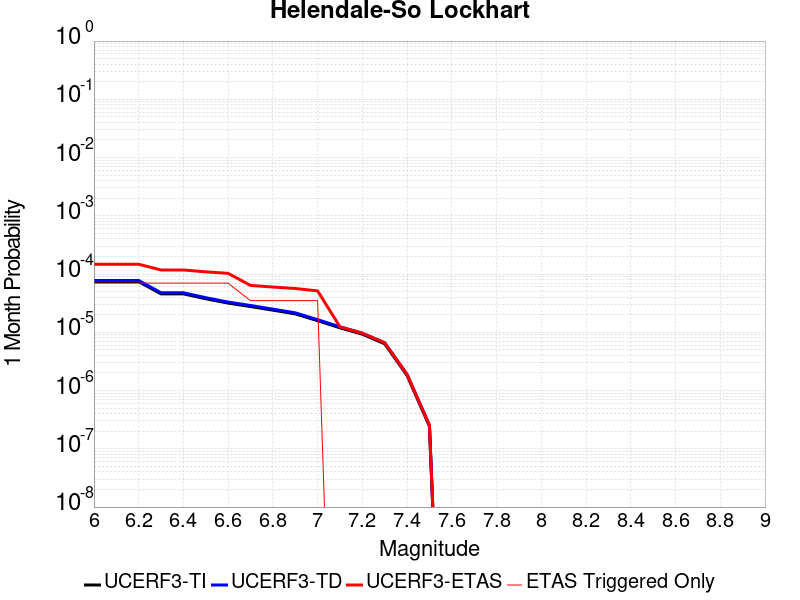 Helendale-So Lockhart
10^0
10^-1
10^-2
10^-3
10^-4
10^-5
10^-6
10^-7
10^-8
1 Month Probability
6 6.2 6.4 6.6 6.8 7 7.2 7.4 7.6 7.8 8 8.2 8.4 8.6 8.8 9
Magnitude
UCERF3-TI UCERF3-TD UCERF3-ETAS ETAS Triggered Only